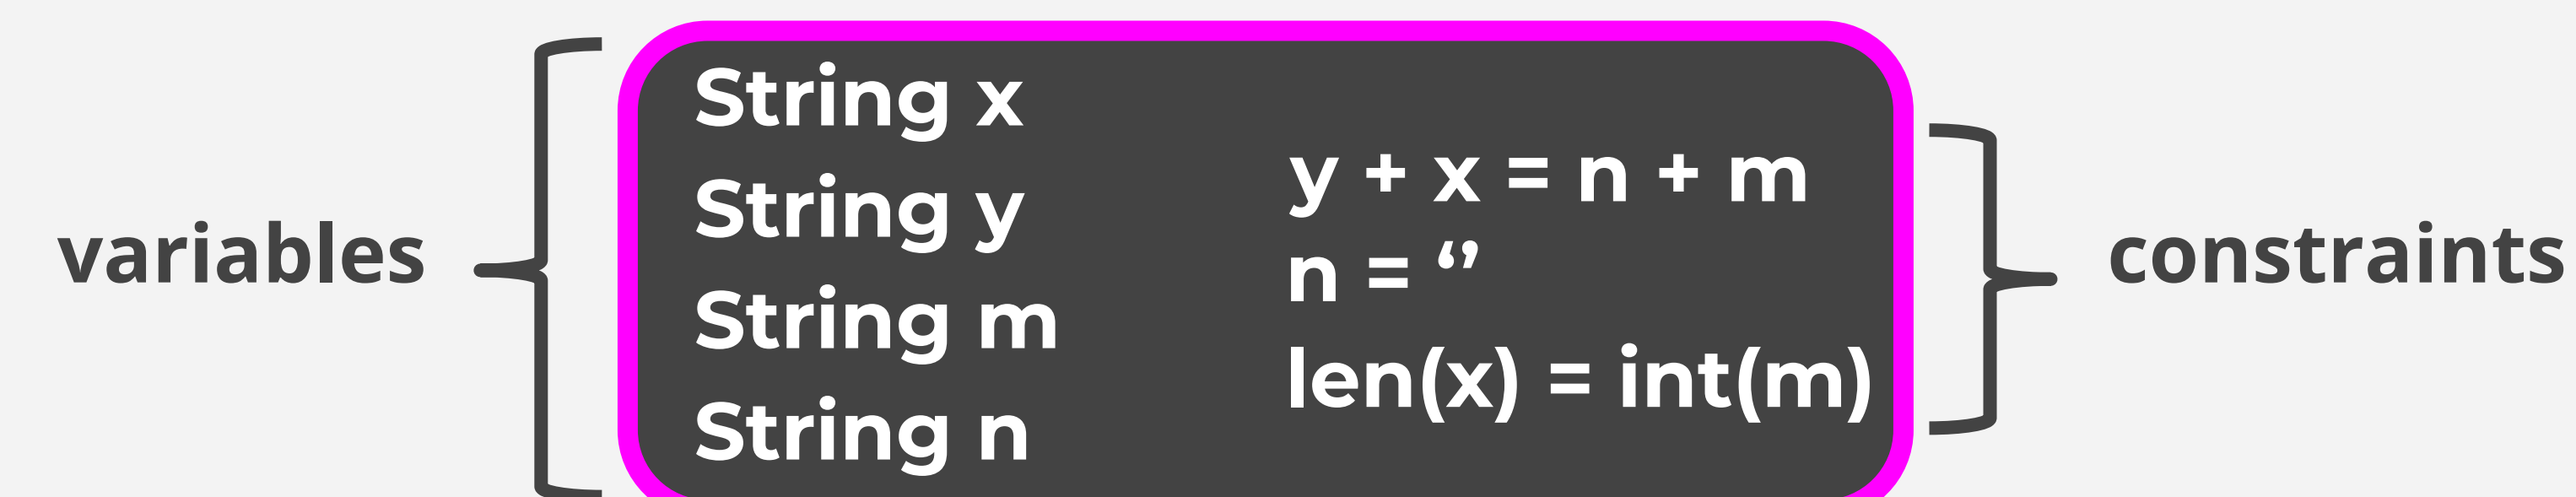 variables
String x
String y
String m
String n
y + x = n + m
n = ‘’
len(x) = int(m)
constraints